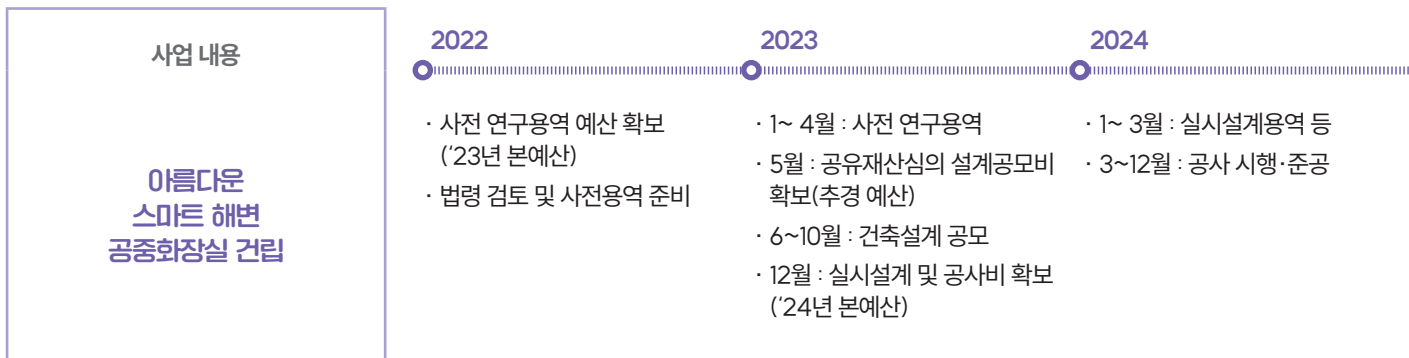 사업 내용
아름다운
스마트 해변
공중화장실 건립
2022
· 사전 연구용역 예산 확보
(‘23년 본예산)
· 법령 검토 및 사전용역 준비
2023
· 1~ 4월 : 사전 연구용역
· 5월 : 공유재산심의 설계공모비
확보(추경 예산)
· 6~10월 : 건축설계 공모
· 12월 : 실시설계 및 공사비 확보
(‘24년 본예산)
2024
· 1~ 3월 : 실시설계용역 등
· 3~12월 : 공사 시행·준공